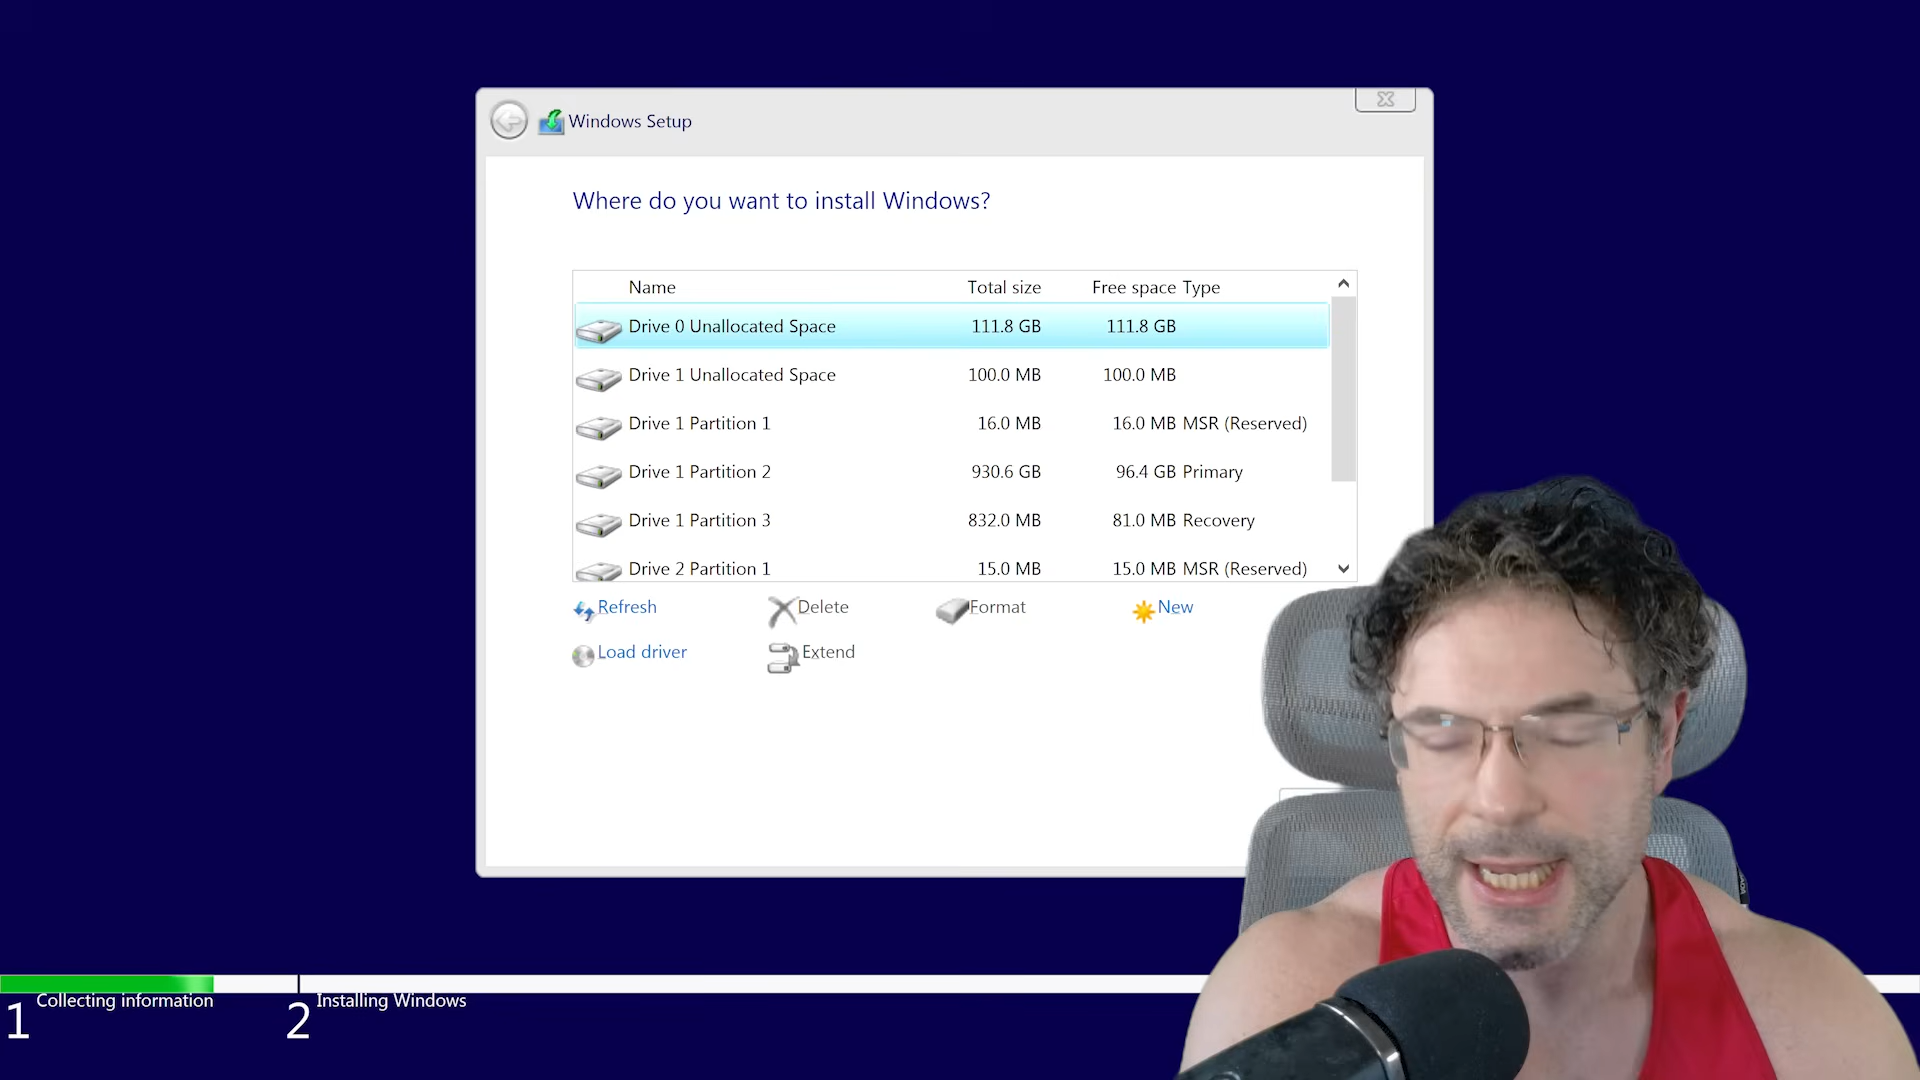 Windows Setup
Where do you want to install Windows?
Name Total size Free space Type
Drive 0 Unallocated Space 111.8 GB 111.8 GB
Drive 1 Unallocated Space 100.0 MB 100.0 MB
Drive 1 Partition 1 16.0 MB 16.0 MB MSR (Reserved)
Drive 1 Partition 2 930.6 GB 96.4 GB Primary
Drive 1 Partition 3 832.0 MB 81.0 MB Recovery
Drive 2 Partition 1 15.0 MB 15.0 MB MSR (Reserved)
Refresh Delete Format New
Load driver Extend
1 Collecting information 2 Installing Windows